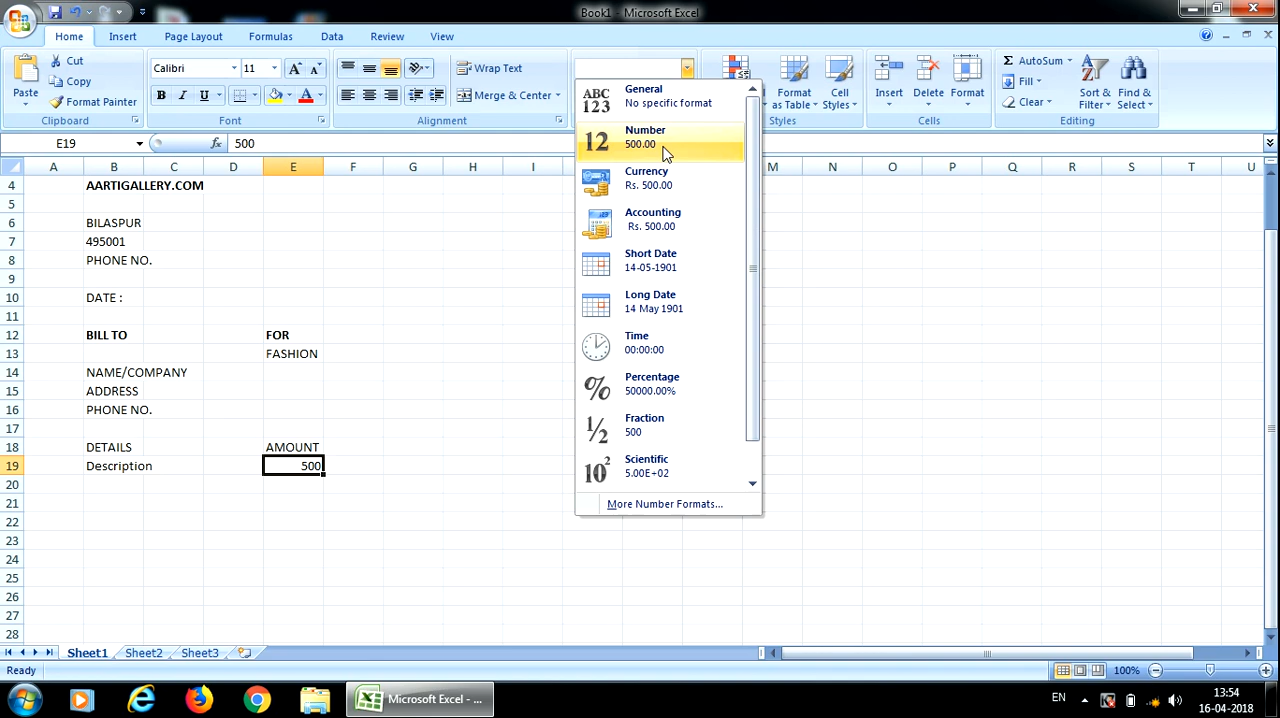 Book1 - Microsoft Excel
Home Insert Page Layout Formulas Data Review View
Paste
Cut
Copy
Format Painter
Clipboard
Calibri 11
B I U
Font
Wrap Text
Merge & Center
Alignment
Format as Table
Cell Styles
Styles
Insert Delete Format
Cells
AutoSum
Fill
Clear
Sort & Filter
Find & Select
Editing
E19 fx 500
A B C D E F G H I M N O P Q R S T U
4 AARTIGALLERY.COM
5
6 BILASPUR
7 495001
8 PHONE NO.
9
10 DATE :
11
12 BILL TO FOR
13 FASHION
14 NAME/COMPANY
15 ADDRESS
16 PHONE NO.
17
18 DETAILS AMOUNT
19 Description 500
20
21
22
23
24
25
26
27
28
ABC 123
General
No specific format
12
Number
500.00
Currency
Rs. 500.00
Accounting
Rs. 500.00
Short Date
14-05-1901
Long Date
14 May 1901
Time
00:00:00
%
Percentage
50000.00%
1/2
Fraction
500
10²
Scientific
5.00E+02
More Number Formats...
Sheet1 Sheet2 Sheet3
Ready 100%
Microsoft Excel - ...
EN
13:54
16-04-2018